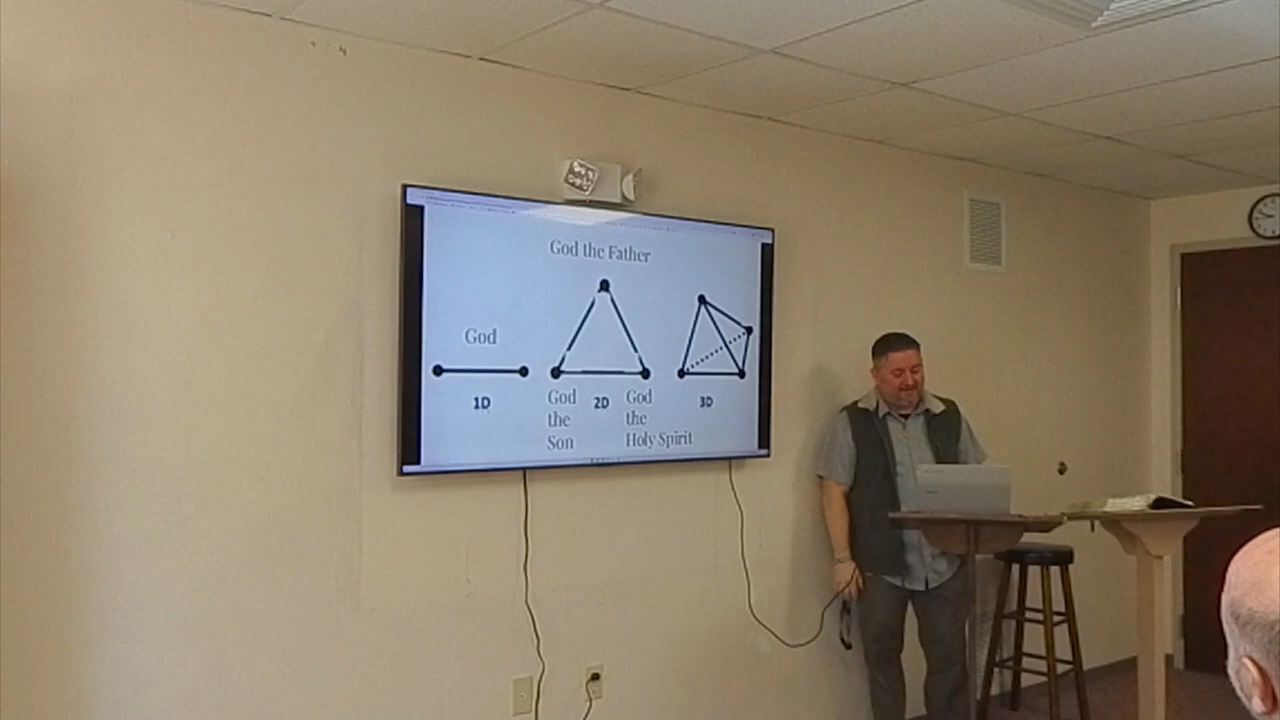 God the Father
God
1D
2D
3D
God
the
Son
God
the
Holy Spirit